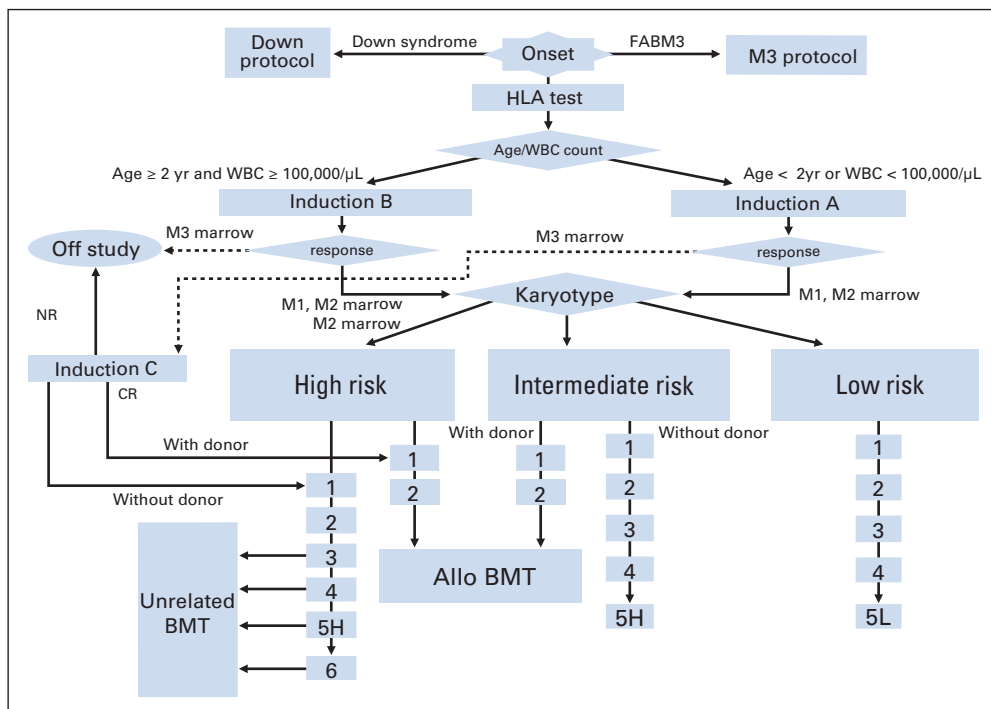 Down
protocol
Down syndrome
Onset
FABM3
M3 protocol
HLA test
Age/WBC count
Age ≥ 2 yr and WBC ≥ 100,000/µL
Age < 2yr or WBC < 100,000/µL
Induction B
Induction A
Off study
M3 marrow
response
M3 marrow
response
M1, M2 marrow
M2 marrow
Karyotype
M1, M2 marrow
NR
Induction C
CR
High risk
Intermediate risk
Low risk
With donor
With donor
Without donor
Without donor
1
2
3
4
5H
6
1
2
1
2
1
2
3
4
5H
1
2
3
4
5L
Allo BMT
Unrelated
BMT